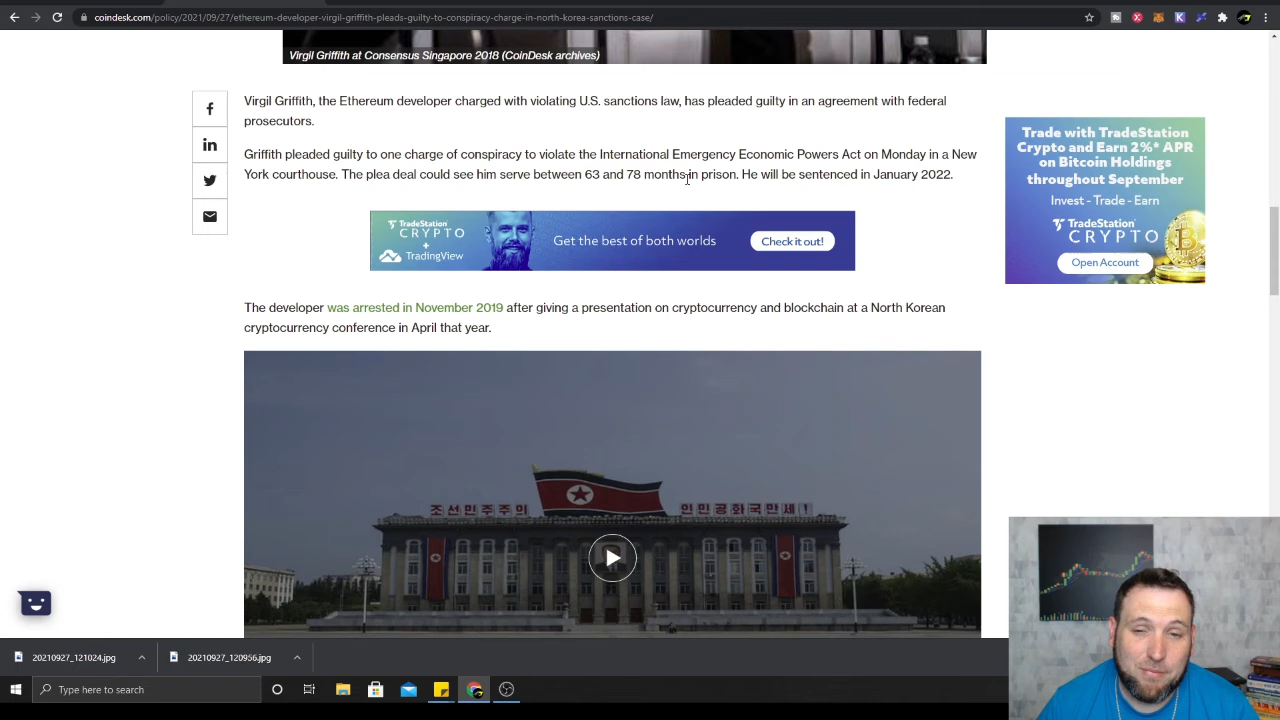 coindesk.com/policy/2021/09/27/ethereum-developer-virgil-griffith-pleads-guilty-to-conspiracy-charge-in-north-korea-sanctions-case/
Virgil Griffith at Consensus Singapore 2018 (CoinDesk archives)
Virgil Griffith, the Ethereum developer charged with violating U.S. sanctions law, has pleaded guilty in an agreement with federal
prosecutors.
Griffith pleaded guilty to one charge of conspiracy to violate the International Emergency Economic Powers Act on Monday in a New
York courthouse. The plea deal could see him serve between 63 and 78 months in prison. He will be sentenced in January 2022.
Trade with TradeStation
Crypto and Earn 2%* APR
on Bitcoin Holdings
throughout September
Invest - Trade - Earn
TradeStation
CRYPTO
Open Account
TradeStation
CRYPTO
+
TradingView
Get the best of both worlds
Check it out!
The developer was arrested in November 2019 after giving a presentation on cryptocurrency and blockchain at a North Korean
cryptocurrency conference in April that year.
조선민주주의 인민공화국만세!
20210927_121024.jpg
20210927_120956.jpg
Type here to search